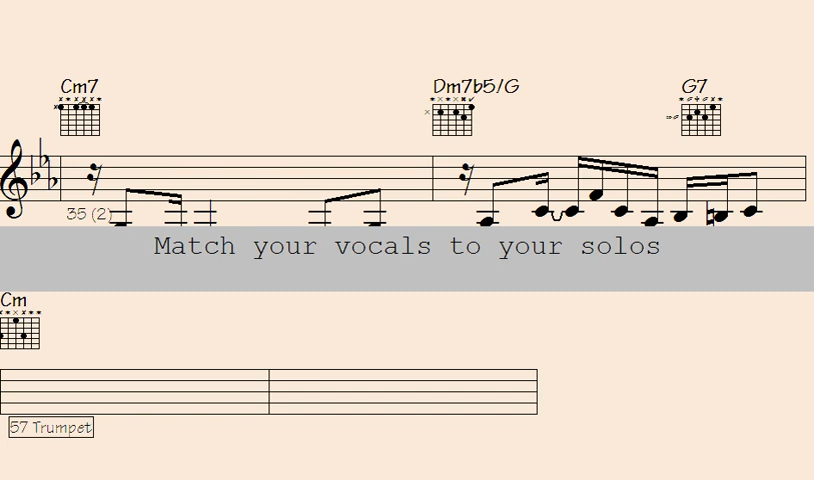 Cm7 Dm7b5/G G7
35 (2)
Match your vocals to your solos
Cm
57 Trumpet